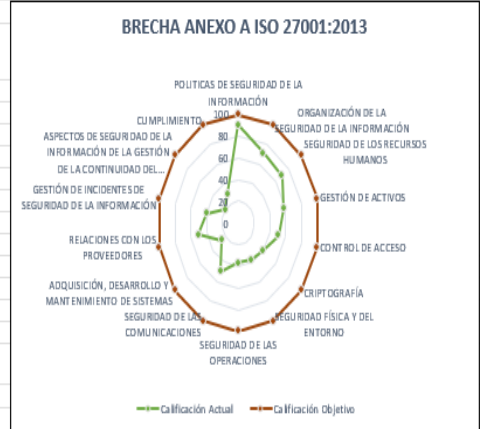 BRECHA ANEXO A ISO 27001:2013
POLITICAS DE SEGURIDAD DE LA
INFORMACIÓN
ORGANIZACIÓN DE LA
SEGURIDAD DE LA INFORMACIÓN
SEGURIDAD DE LOS RECURSOS
HUMANOS
GESTIÓN DE ACTIVOS
CONTROL DE ACCESO
CRIPTOGRAFÍA
SEGURIDAD FÍSICA Y DEL
ENTORNO
SEGURIDAD DE LAS
OPERACIONES
SEGURIDAD DE LAS
COMUNICACIONES
ADQUISICIÓN, DESARROLLO Y
MANTENIMIENTO DE SISTEMAS
RELACIONES CON LOS
PROVEEDORES
GESTIÓN DE INCIDENTES DE
SEGURIDAD DE LA INFORMACIÓN
ASPECTOS DE SEGURIDAD DE LA
INFORMACIÓN DE LA GESTIÓN
DE LA CONTINUIDAD DEL...
CUMPLIMIENTO
100
80
60
40
20
0
Calificación Actual
Calificación Objetivo